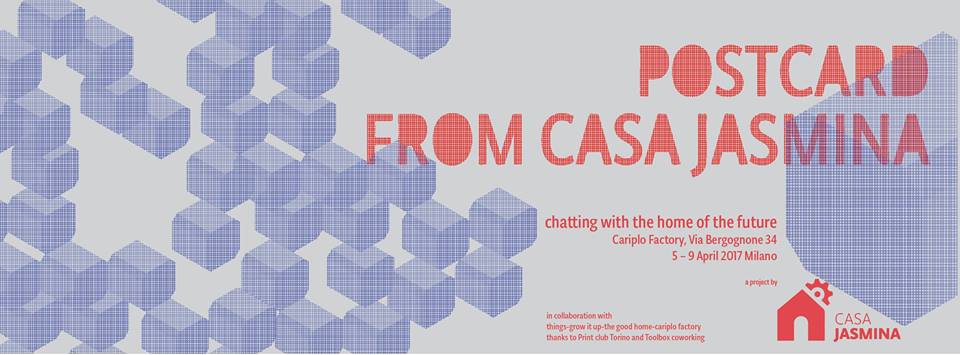 POSTCARD
FROM CASA JASMINA
chatting with the home of the future
Cariplo Factory, Via Bergognone 34
5 – 9 April 2017 Milano
a project by
CASA
JASMINA
in collaboration with
things-grow it up-the good home-cariplo factory
thanks to Print club Torino and Toolbox coworking